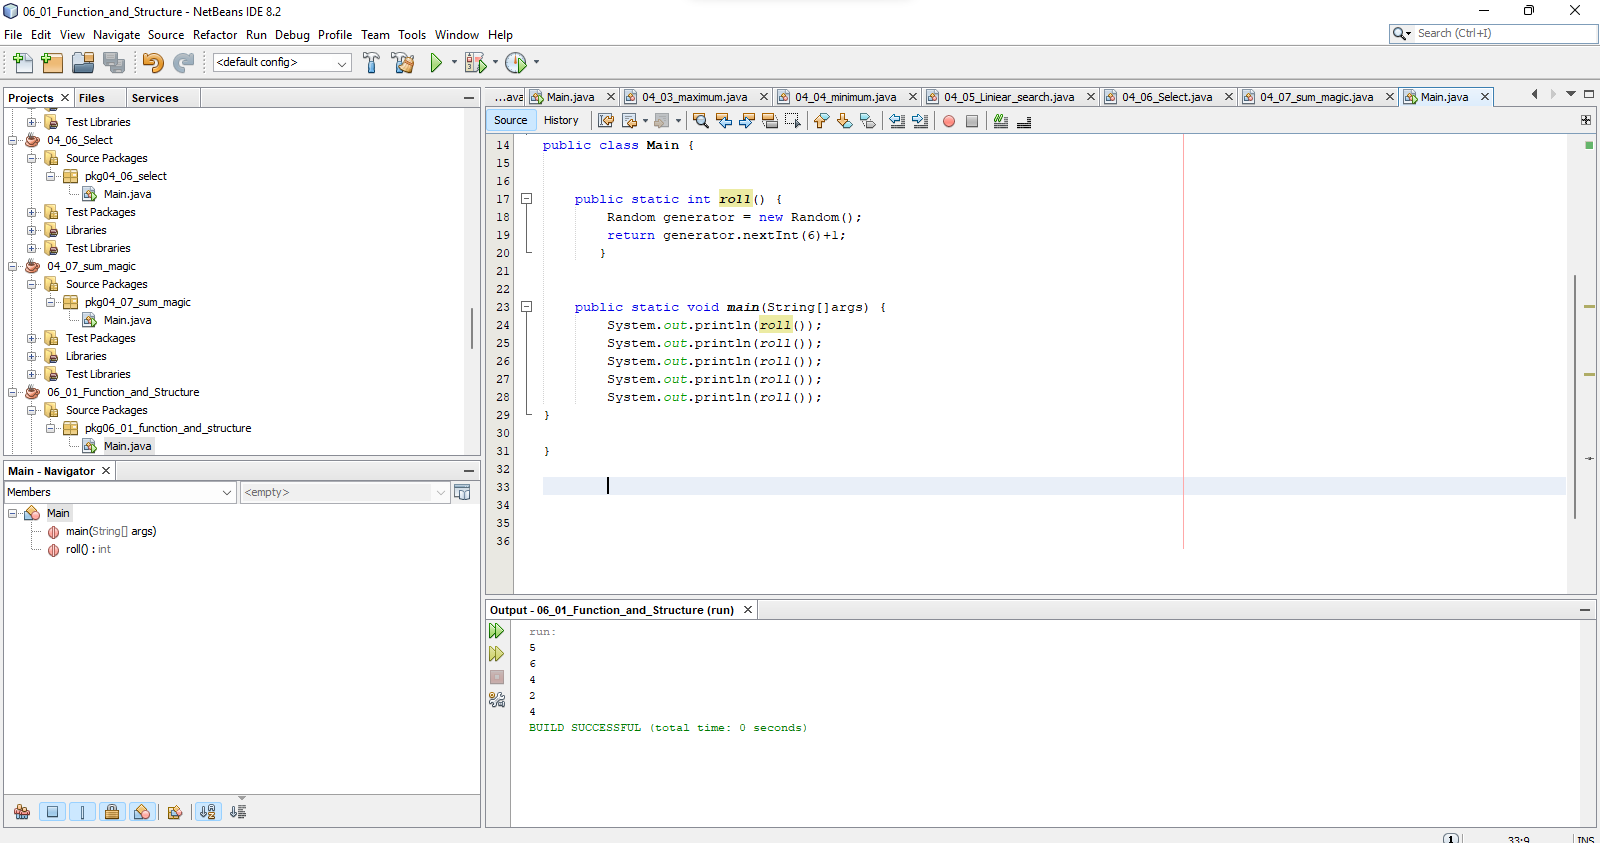 06_01_Function_and_Structure - NetBeans IDE 8.2
File Edit View Navigate Source Refactor Run Debug Profile Team Tools Window Help
Search (Ctrl+I)
<default config>
Projects Files Services
Test Libraries
04_06_Select
Source Packages
pkg04_06_select
Main.java
Test Packages
Libraries
Test Libraries
04_07_sum_magic
Source Packages
pkg04_07_sum_magic
Main.java
Test Packages
Libraries
Test Libraries
06_01_Function_and_Structure
Source Packages
pkg06_01_function_and_structure
Main.java
Main - Navigator
Members
<empty>
Main
main(String[] args)
roll() : int
...ava Main.java 04_03_maximum.java 04_04_minimum.java 04_05_Liniear_search.java 04_06_Select.java 04_07_sum_magic.java Main.java
Source History
14 public class Main {
15
16
17 public static int roll() {
18 Random generator = new Random();
19 return generator.nextInt(6)+1;
20 }
21
22
23 public static void main(String[]args) {
24 System.out.println(roll());
25 System.out.println(roll());
26 System.out.println(roll());
27 System.out.println(roll());
28 System.out.println(roll());
29 }
30
31 }
32
33
34
35
36
Output - 06_01_Function_and_Structure (run)
run:
5
6
4
2
4
BUILD SUCCESSFUL (total time: 0 seconds)
1 33:9 INS